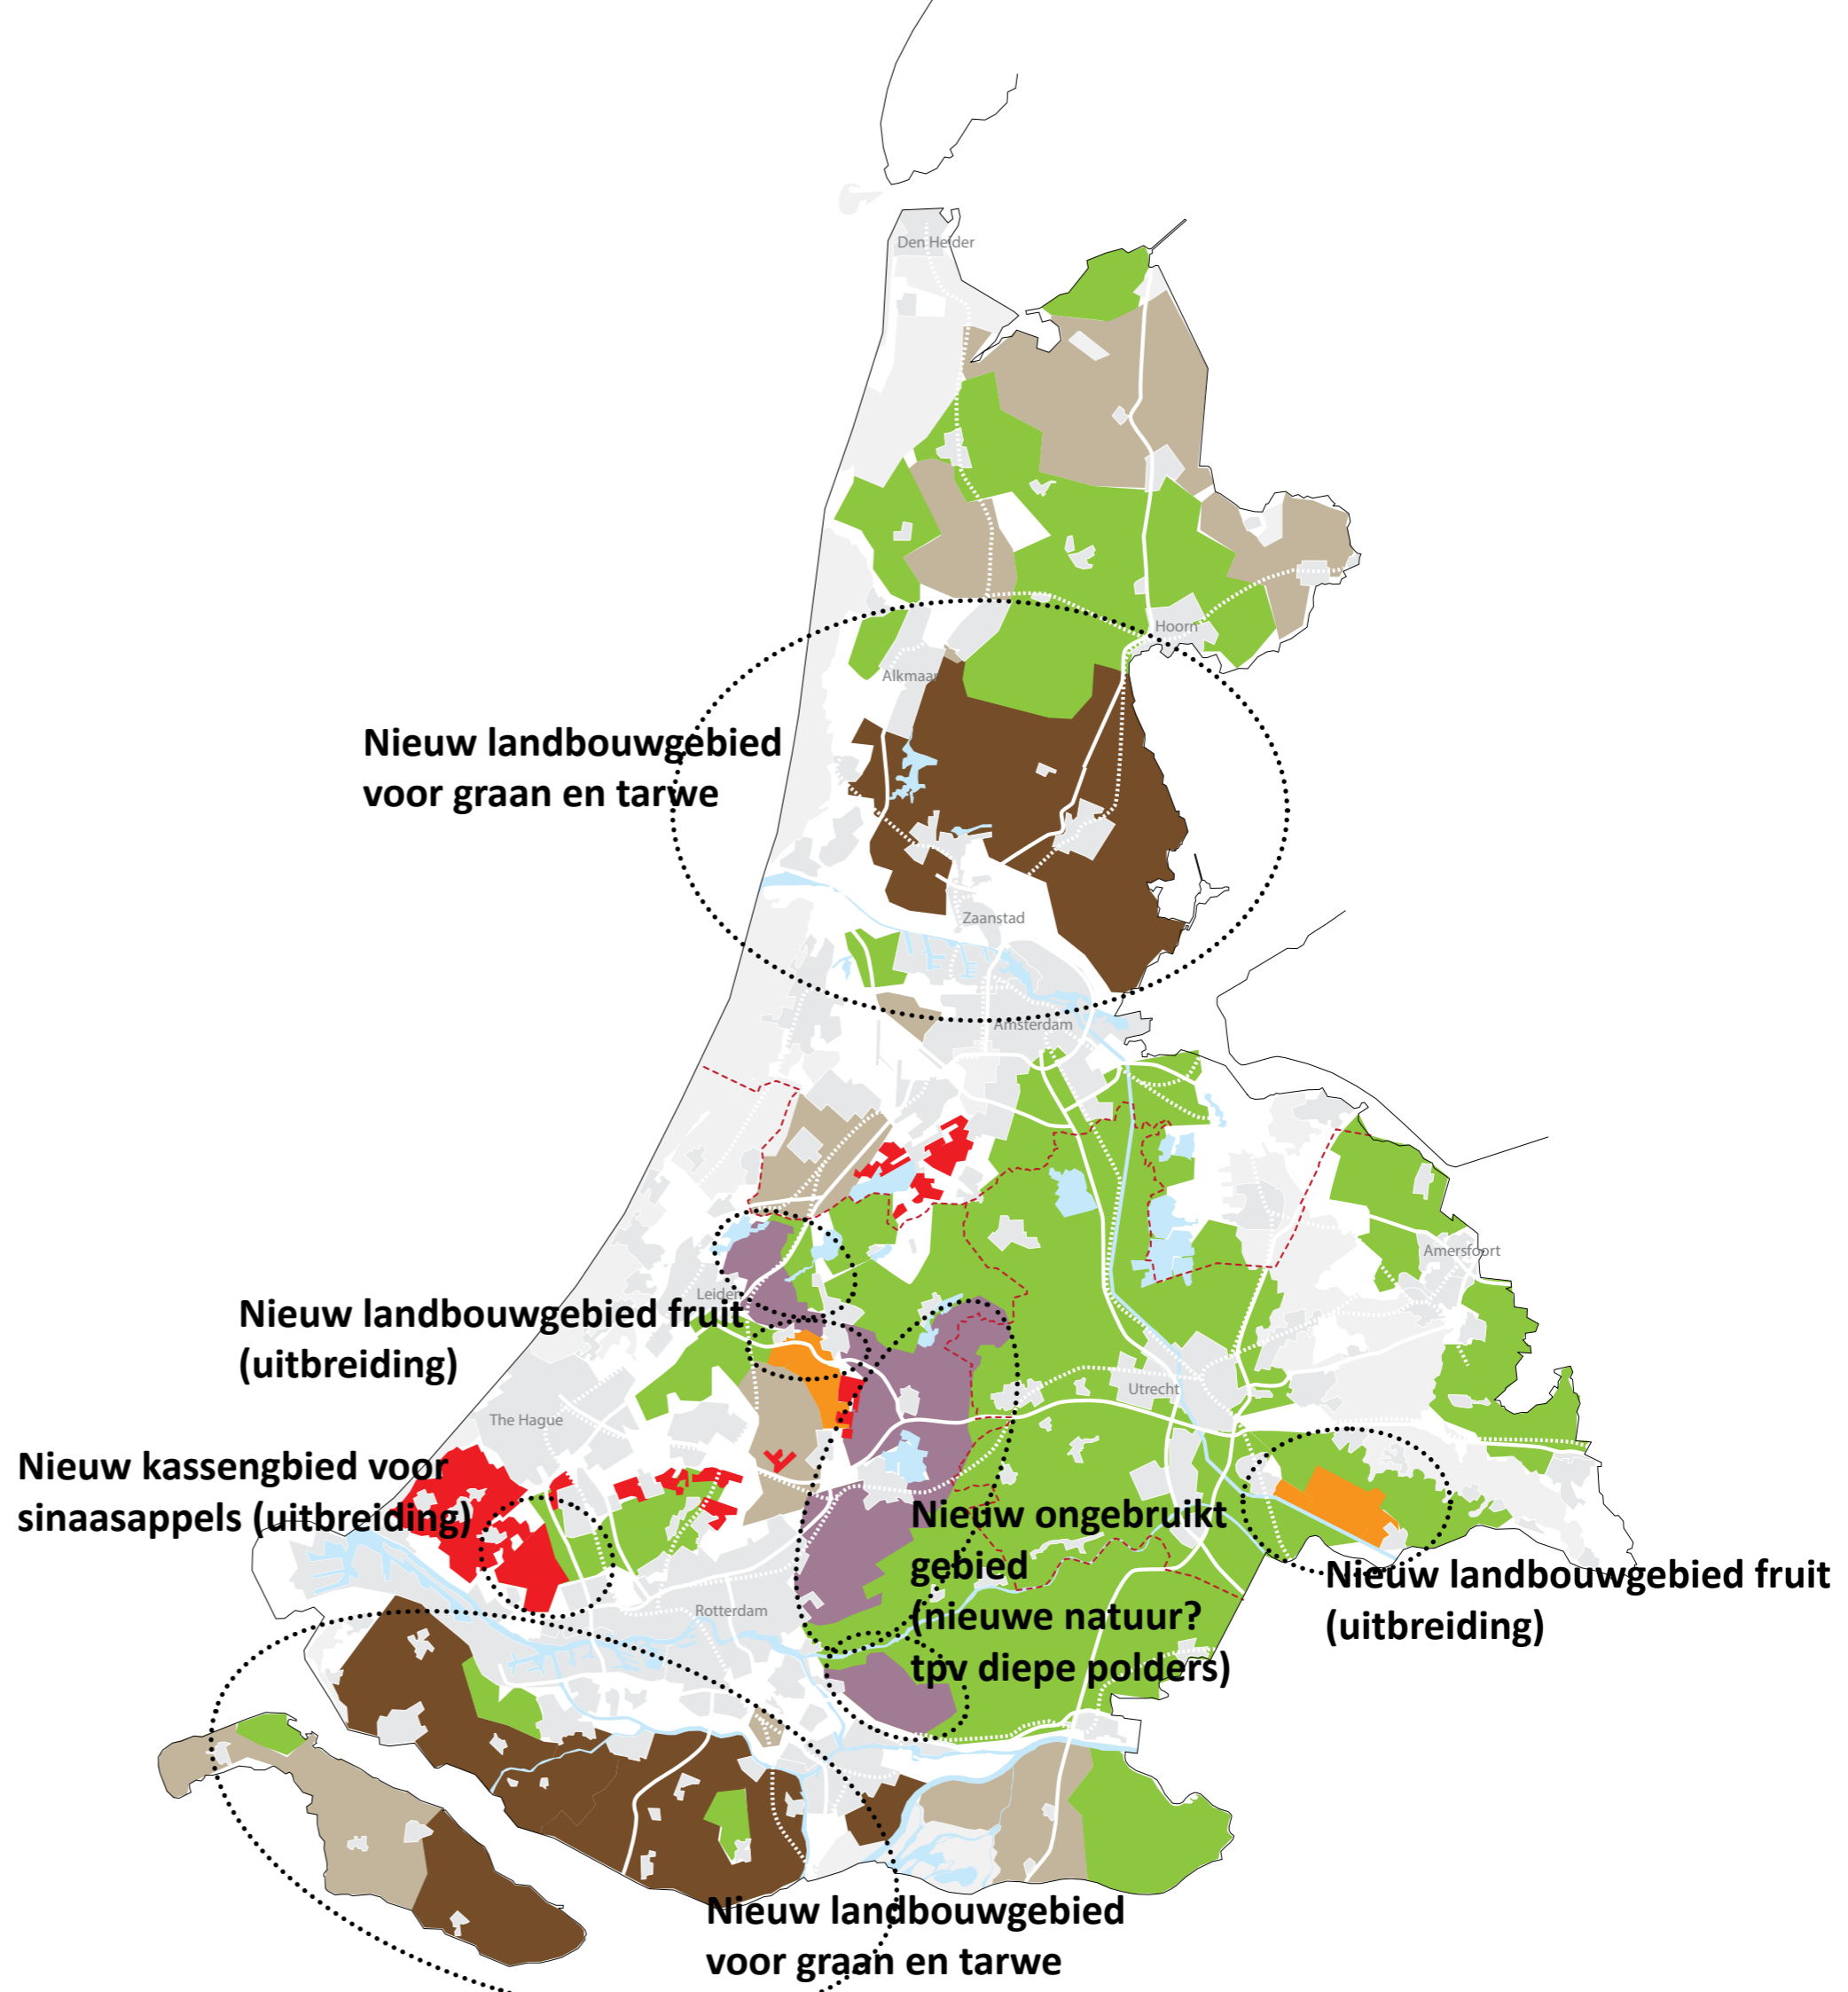 Den Helder
Hoorn
Alkmaar
Nieuw landbouwgebied
voor graan en tarwe
Zaanstad
Amsterdam
Amersfoort
Leiden
Nieuw landbouwgebied fruit
(uitbreiding)
Utrecht
The Hague
Nieuw kassengbied voor
sinaasappels (uitbreiding)
Nieuw ongebruikt
gebied
(nieuwe natuur?
tpv diepe polders)
Nieuw landbouwgebied fruit
(uitbreiding)
Rotterdam
Nieuw landbouwgebied
voor graan en tarwe